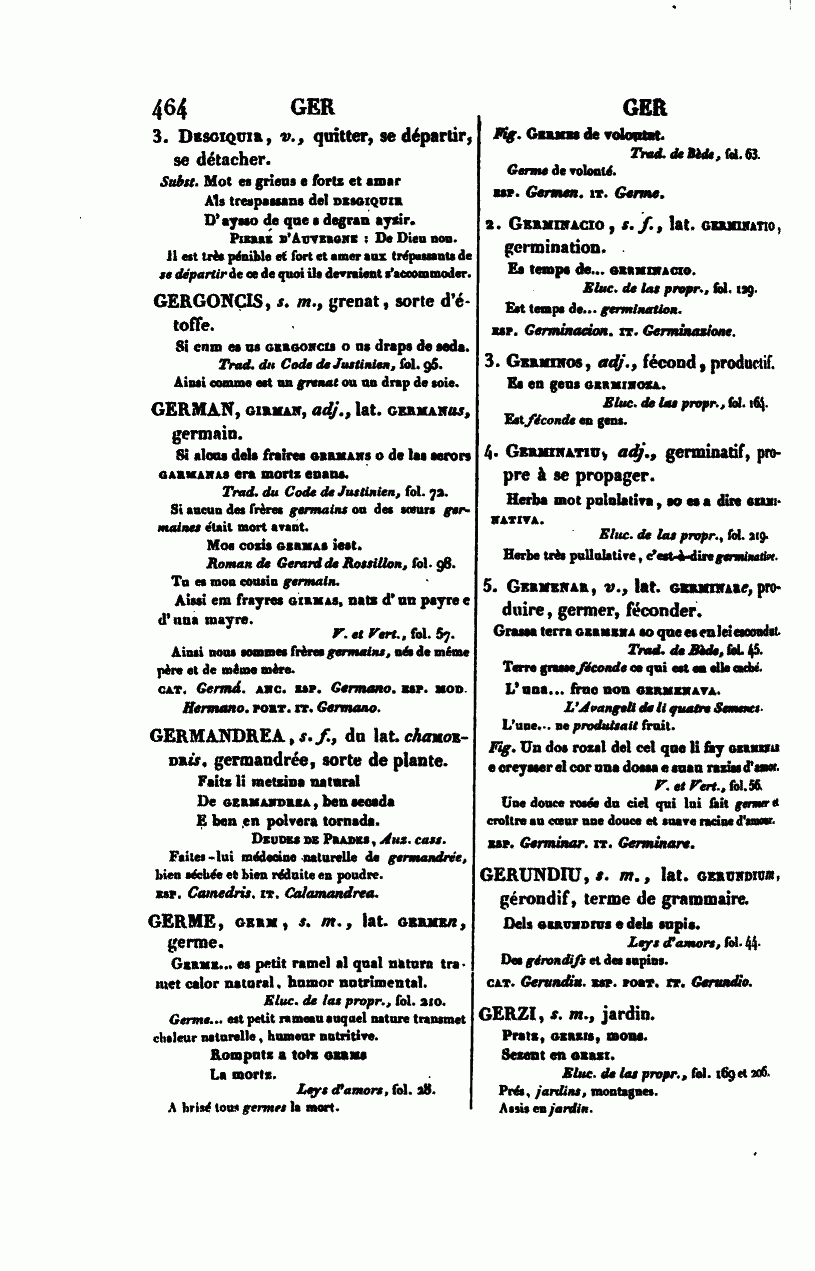 464 GER
3. Desgiquir, v., quitter, se départir,
se détacher.
Subst. Mot es grieus e fortz et amar
Als trespassans del desgiquir
D'aysso de que s degran aysir.
Pierre d'Auvergne : De Dieu non.
Il est très pénible et fort et amer aux trépassants de
se départir de ce de quoi ils devraient s'accommoder.
GERGONCIS, s. m., grenat, sorte d'é-
toffe.
Si cum es us gergoncis o us draps de seda.
Trad. du Code de Justinien, fol. 96.
Ainsi comme est un grenat ou un drap de soie.
GERMAN, girman, adj., lat. germanus,
germain.
Si alcus dels fraires germans o de las serors
garmanas era mortz enans.
Trad. du Code de Justinien, fol. 72.
Si aucun des frères germains ou des sœurs ger-
maines était mort avant.
Mos cozis germas iest.
Roman de Gerard de Rossillon, fol. 98.
Tu es mon cousin germain.
Aissi em frayres girmas, natz d'un payre e
d'una mayre.
V. et Vert., fol. 57.
Ainsi nous sommes frères germains, nés de même
père et de même mère.
cat. Germá. anc. esp. Germano. esp. mod.
Hermano. port. it. Germano.
GERMANDREA, s. f., du lat. chamor-
dris, germandrée, sorte de plante.
Faitz li metzina natural
De germandrea, ben secada
E ben en polvera tornada.
Deudes de Prades, Aus. cass.
Faites-lui médecine naturelle de germandrée,
bien séchée et bien réduite en poudre.
esp. Camedris. it. Calamandrea.
GERME, germ, s. m., lat. germen,
germe.
Germe... es petit ramel al qual natura tra-
met calor natural, humor nutrimental.
Eluc. de las propr., fol. 210.
Germe... est petit rameau auquel nature transmet
chaleur naturelle, humeur nutritive.
Romputz a totz germs
La mortz.
Leys d'amors, fol. 28.
A brisé tous germes la mort.
GER
Fig. Germes de voluntat.
Trad. de Bède, fol. 63.
Germe de volonté.
esp. Germen. it. Germe.
2. Germinacio, s. f., lat. germinatio,
germination.
Es temps de... germinacio.
Eluc. de las propr., fol. 129.
Est temps de... germination.
esp. Germinacion. it. Germinazione.
3. Germinos, adj., fécond, productif.
Es en gens germinosa.
Eluc. de las propr., fol. 164.
Est féconde en gens.
4. Germinatiu, adj., germinatif, pro-
pre à se propager.
Herba mot pulnlativa, so es a dire germi-
nativa.
Eluc. de las propr., fol. 219.
Herbe très pullulative, c'est-à-dire germinative.
5. Germenar, v., lat. germinare, pro-
duire, germer, féconder.
Grassa terra germena so que es en lei escondut.
Trad. de Bède, fol. 45.
Terre grasse féconde ce qui est en elle caché.
L'una... fruc non germenava.
L'Avangeli de li quatre Semencs.
L'une... ne produisait fruit.
Fig. Un dos rozal del cel que li fay germenar
e creysser el cor una dossa e suau razitz d'amor.
V. et Vert., fol. 56.
Une douce rosée du ciel qui lui fait germer et
croître au cœur une douce et suave racine d'amour.
esp. Germinar. it. Germinare.
GERUNDIU, s. m., lat. gerundium,
gérondif, terme de grammaire.
Dels gerundius e dels supis.
Leys d'amors, fol. 44.
Des gérondifs et des supins.
cat. Gerundis. esp. port. it. Gerundio.
GERZI, s. m., jardin.
Pratz, gerzis, mons.
Sezent en gerzi.
Eluc. de las propr., fol. 169 et 206.
Prés, jardins, montagnes.
Assis en jardin.